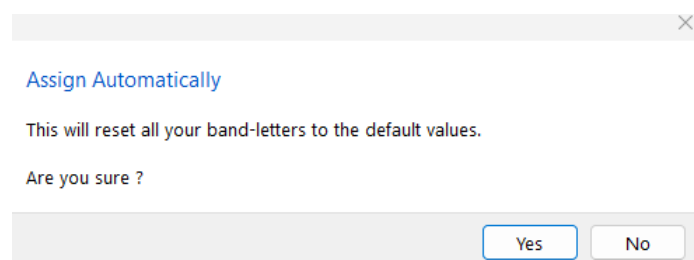 Assign Automatically
This will reset all your band-letters to the default values.
Are you sure ?
Yes No